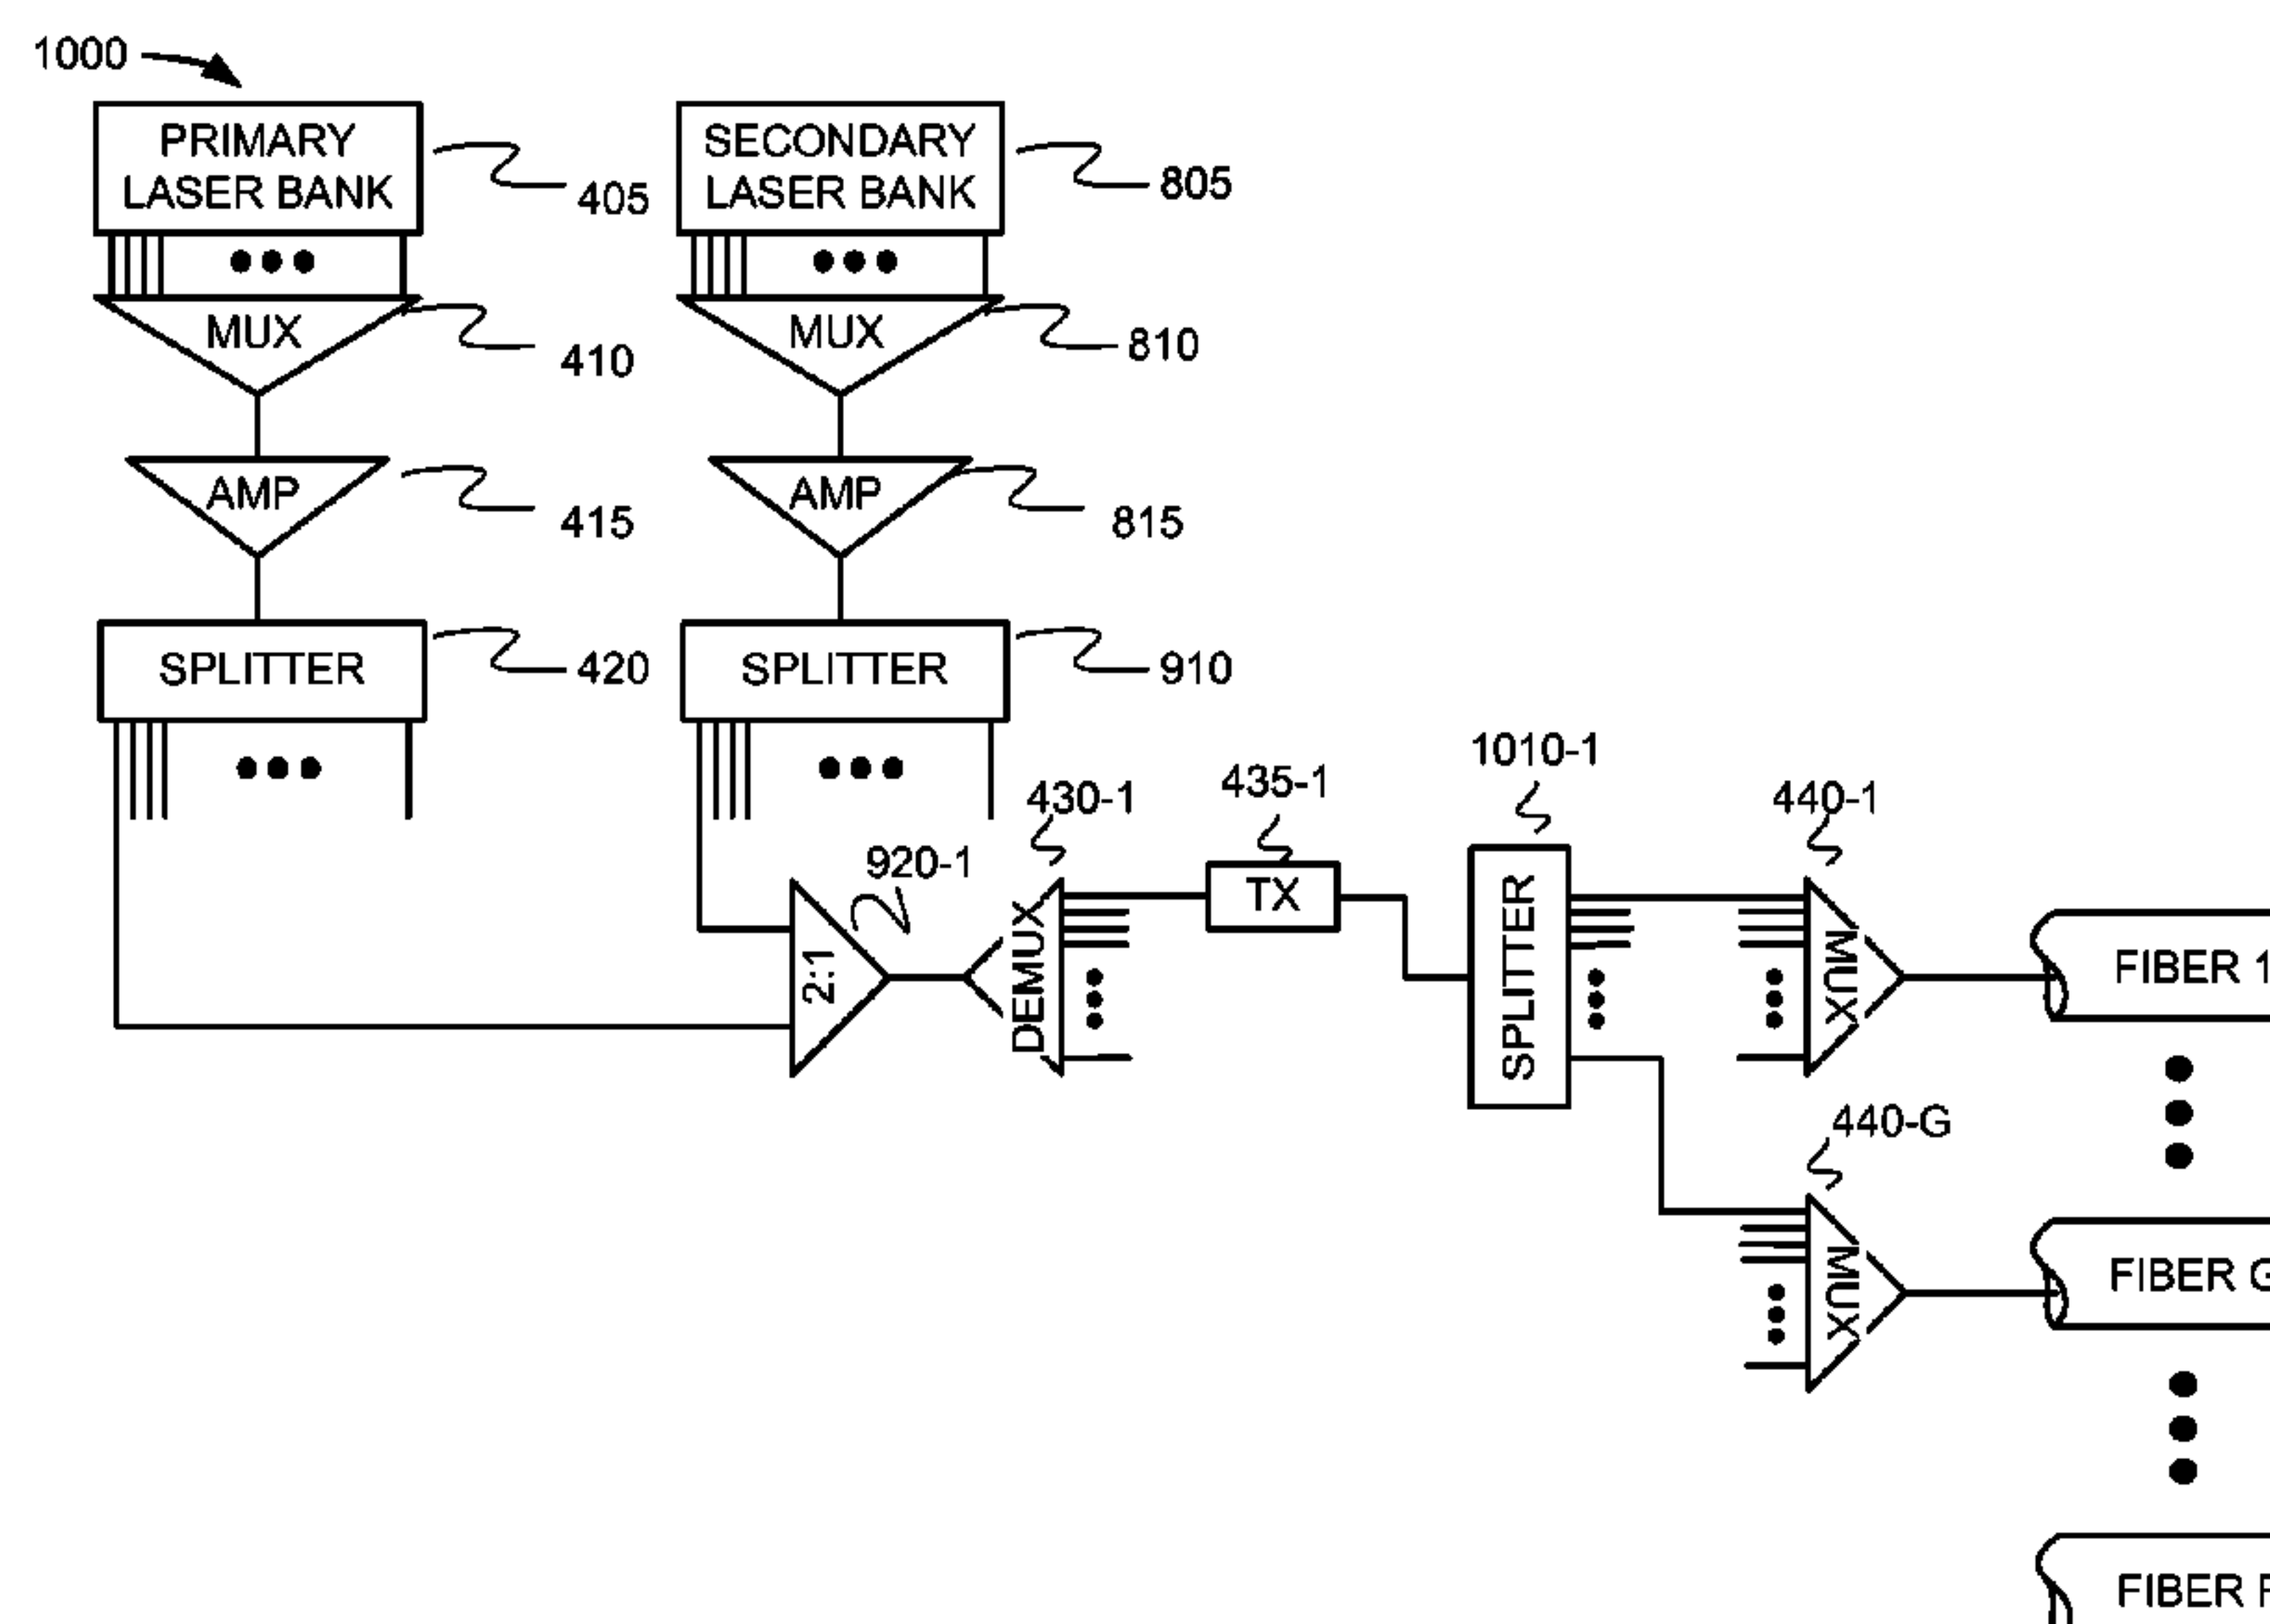 1000
PRIMARY
LASER BANK
405
SECONDARY
LASER BANK
805
MUX
410
MUX
810
AMP
415
AMP
815
SPLITTER
420
SPLITTER
910
920-1
2:1
430-1
DEMUX
435-1
TX
1010-1
SPLITTER
440-1
MUX
FIBER 1
440-G
MUX
FIBER G
FIBER